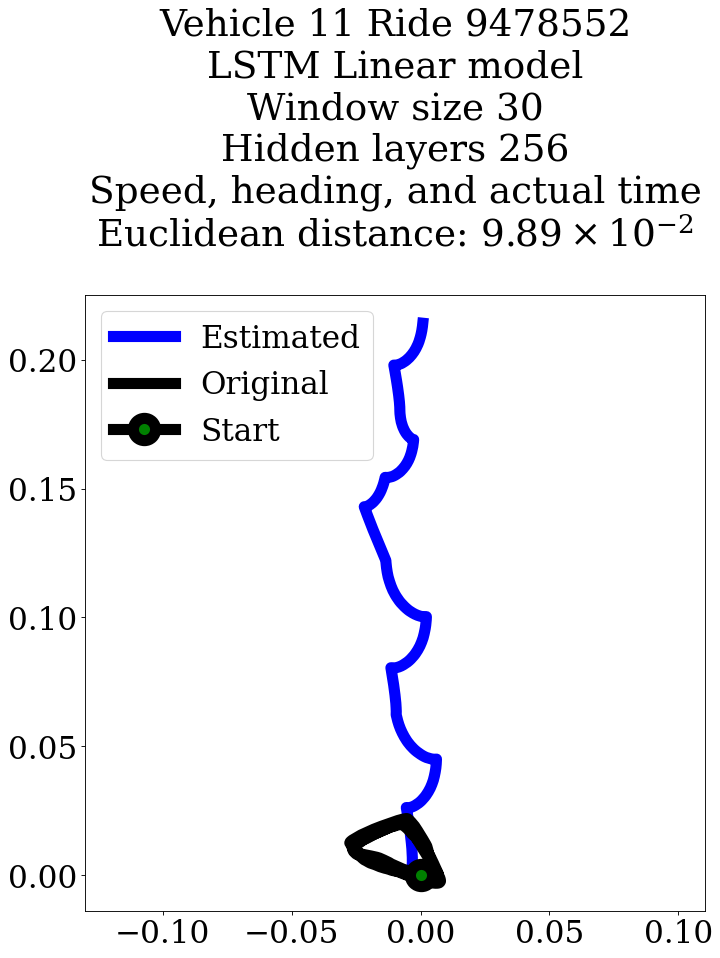 Vehicle 11 Ride 9478552
LSTM Linear model
Window size 30
Hidden layers 256
Speed, heading, and actual time
Euclidean distance: 9.89 × 10⁻²
Estimated
Original
Start
0.20
0.15
0.10
0.05
0.00
−0.10 −0.05 0.00 0.05 0.10